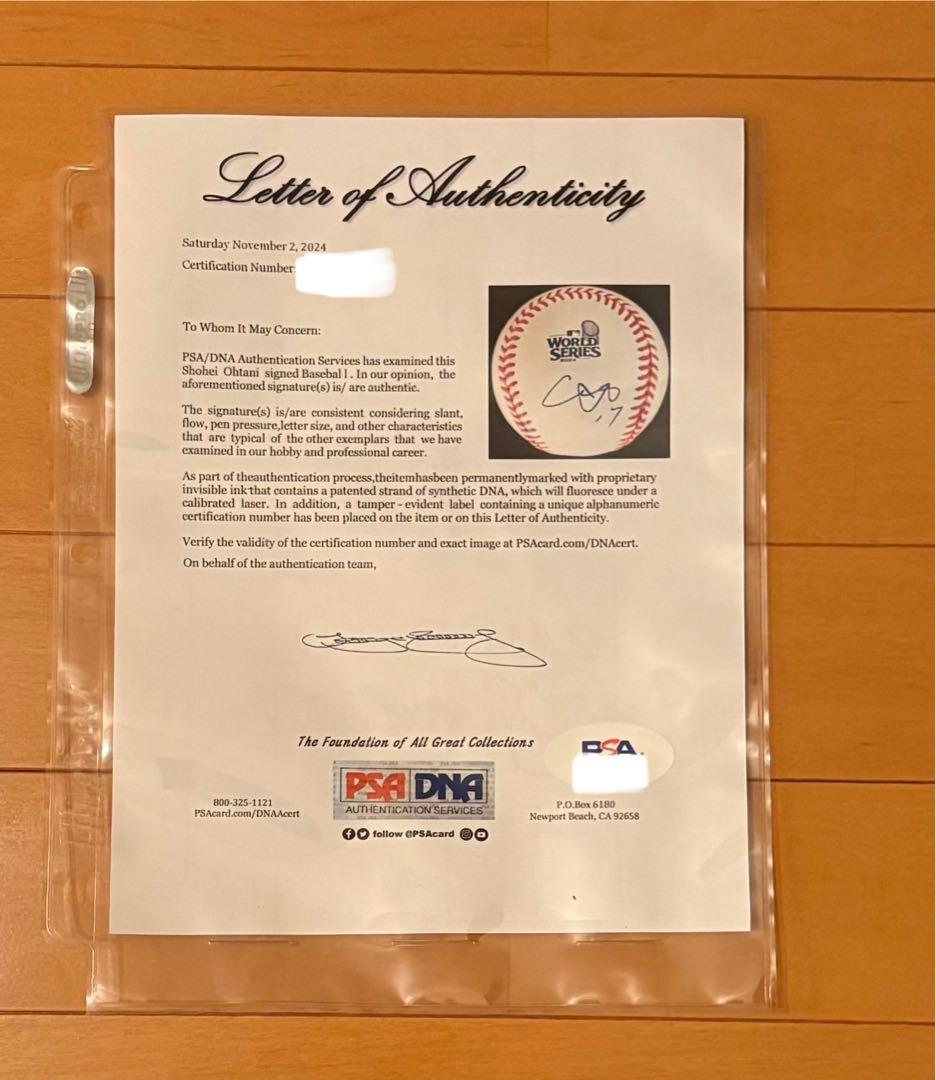 Letter of Authenticity
Saturday November 2, 2024
Certification Number:
To Whom It May Concern:
PSA/DNA Authentication Services has examined this
Shohei Ohtani signed Baseball . In our opinion, the
aforementioned signature(s) is/ are authentic.
The signature(s) is/are consistent considering slant,
flow, pen pressure,letter size, and other characteristics
that are typical of the other exemplars that we have
examined in our hobby and professional career.
WORLD
SERIES
17
As part of theauthentication process,theitemhasbeen permanentlymarked with proprietary
invisible ink that contains a patented strand of synthetic DNA, which will fluoresce under a
calibrated laser. In addition, a tamper - evident label containing a unique alphanumeric
certification number has been placed on the item or on this Letter of Authenticity.
Verify the validity of the certification number and exact image at PSAcard.com/DNAcert.
On behalf of the authentication team,
The Foundation of All Great Collections
PSA
PSA DNA
AUTHENTICATION SERVICES
800-325-1121
PSAcard.com/DNAAcert
follow @PSAcard
P.O.Box 6180
Newport Beach, CA 92658